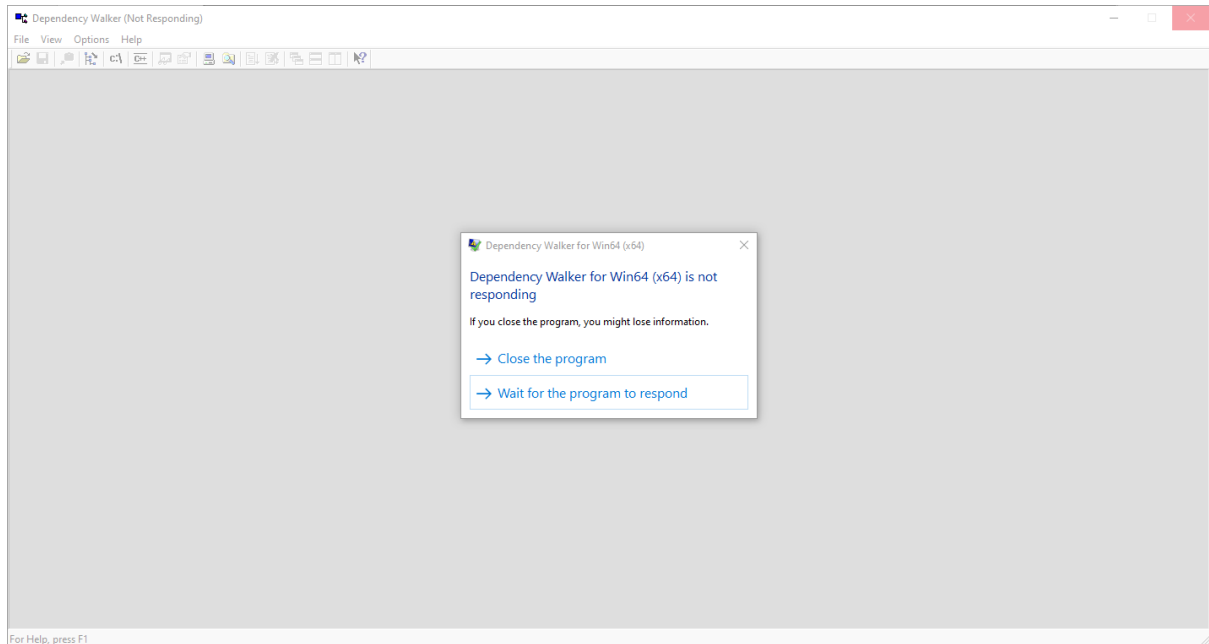 Dependency Walker (Not Responding)
File View Options Help
C:\
C++
Dependency Walker for Win64 (x64)
Dependency Walker for Win64 (x64) is not
responding
If you close the program, you might lose information.
Close the program
Wait for the program to respond
For Help, press F1